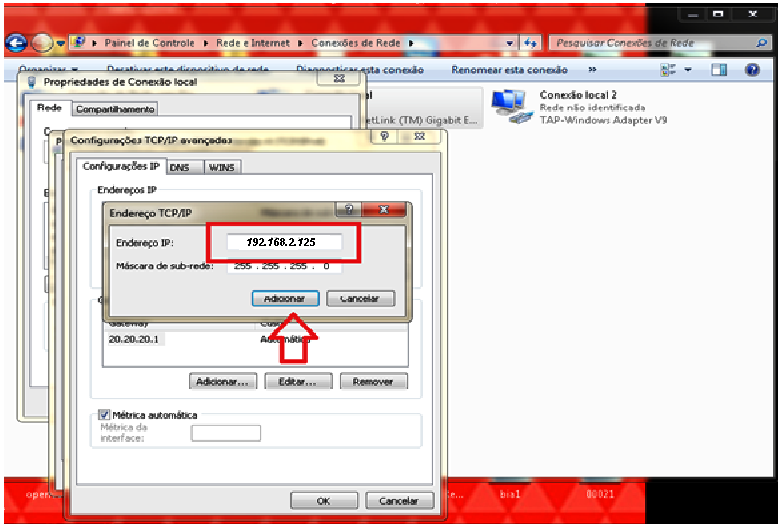 Painel de Controle ▸ Rede e Internet ▸ Conexões de Rede ▸
Pesquisar Conexões de Rede
Organizar Desativar este dispositivo de rede Diagnosticar esta conexão Renomear esta conexão »
Propriedades de Conexão local
Rede Compartilhamento
Conexão local 2
Rede não identificada
TAP-Windows Adapter V9
etLink (TM) Gigabit E...
Configurações TCP/IP avançadas
Configurações IP DNS WINS
Endereços IP
Endereço TCP/IP
Endereço IP: 192.168.2.125
Máscara de sub-rede: 255 . 255 . 255 . 0
Adicionar Cancelar
Gateway
20.20.20.1 Automático
Adicionar... Editar... Remover
Métrica automática
Métrica da
interface:
OK Cancelar
bia1 00021